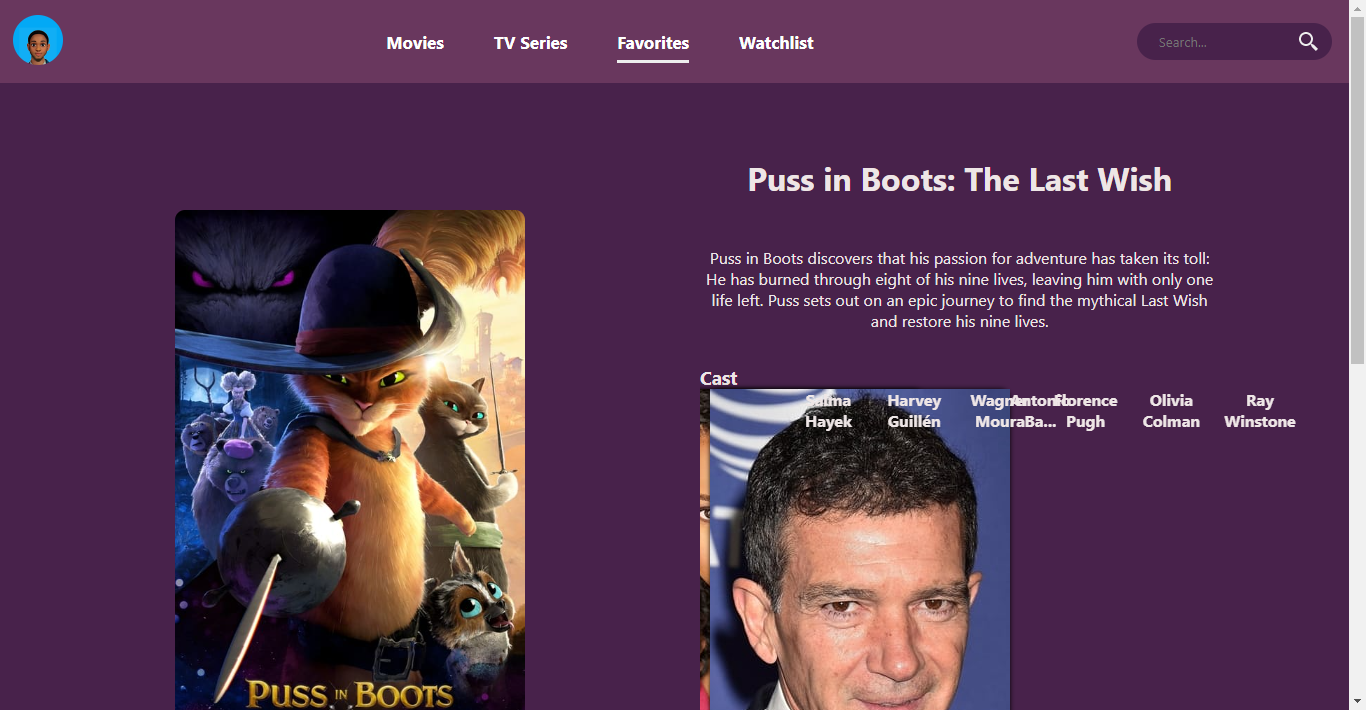 Movies TV Series Favorites Watchlist Search...
Puss in Boots: The Last Wish
Puss in Boots discovers that his passion for adventure has taken its toll:
He has burned through eight of his nine lives, leaving him with only one
life left. Puss sets out on an epic journey to find the mythical Last Wish
and restore his nine lives.
Cast
Salma Harvey Wagner Antonio Florence Olivia Ray
Hayek Guillén Moura Ba... Pugh Colman Winstone
PUSS IN BOOTS